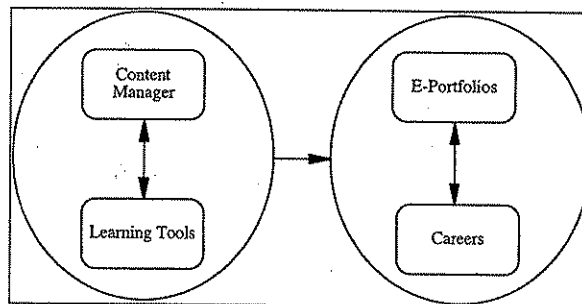 Content
Manager
Learning Tools
E-Portfolios
Careers